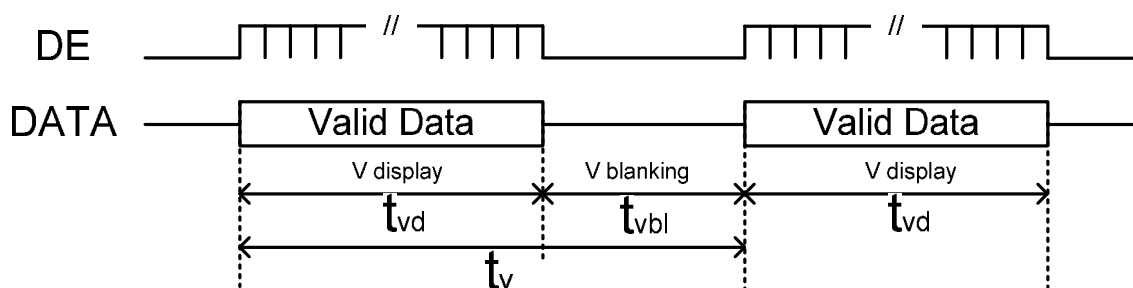 DE // //
DATA Valid Data Valid Data
V display V blanking V display
tvd tvbl tvd
tv